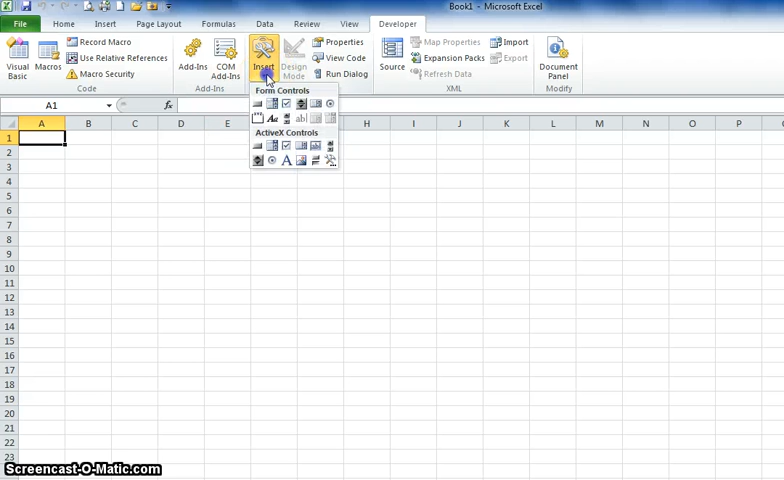 Book1 - Microsoft Excel
File Home Insert Page Layout Formulas Data Review View Developer
Visual Basic
Macros
Record Macro
Use Relative References
Macro Security
Code
Add-Ins
COM Add-Ins
Add-Ins
Insert
Design Mode
Properties
View Code
Run Dialog
Source
Map Properties
Expansion Packs
Refresh Data
Import
Export
XML
Document Panel
Modify
A1 fx
Form Controls
Aa ab
ActiveX Controls
ab
A
A B C D E H I J K L M N O P
1
2
3
4
5
6
7
8
9
10
11
12
13
14
15
16
17
18
19
20
21
22
23
Screencast-O-Matic.com